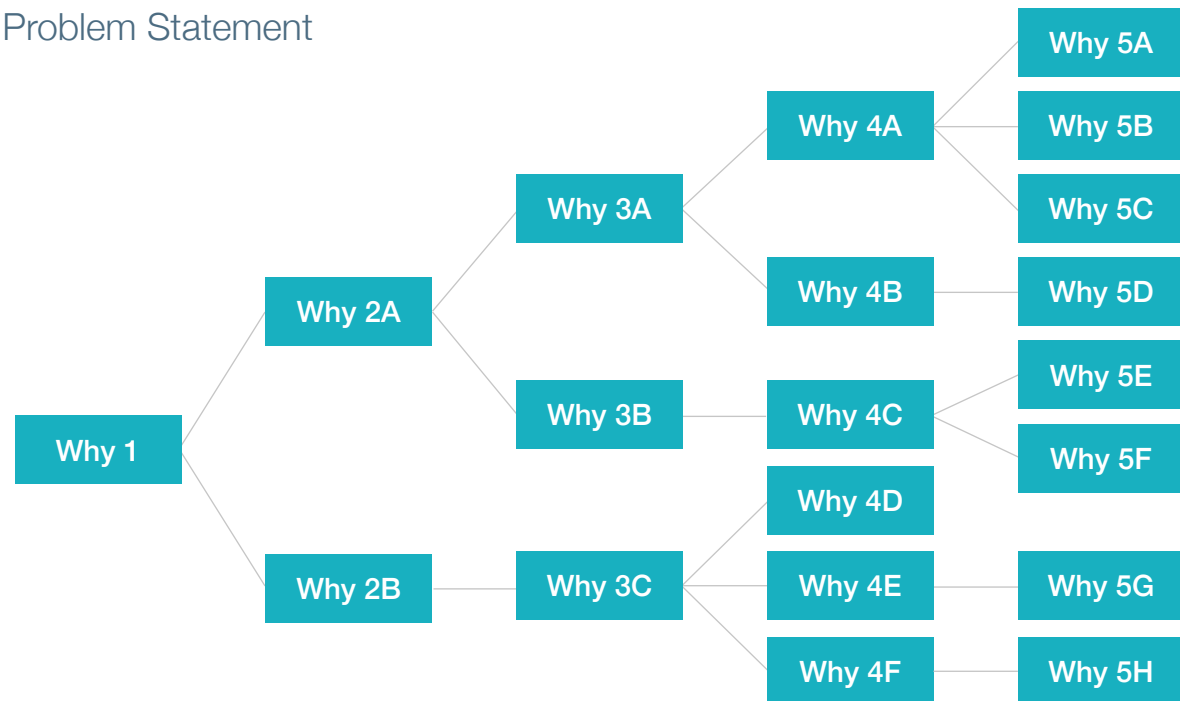 Problem Statement
Why 1
Why 2A
Why 2B
Why 3A
Why 3B
Why 3C
Why 4A
Why 4B
Why 4C
Why 4D
Why 4E
Why 4F
Why 5A
Why 5B
Why 5C
Why 5D
Why 5E
Why 5F
Why 5G
Why 5H